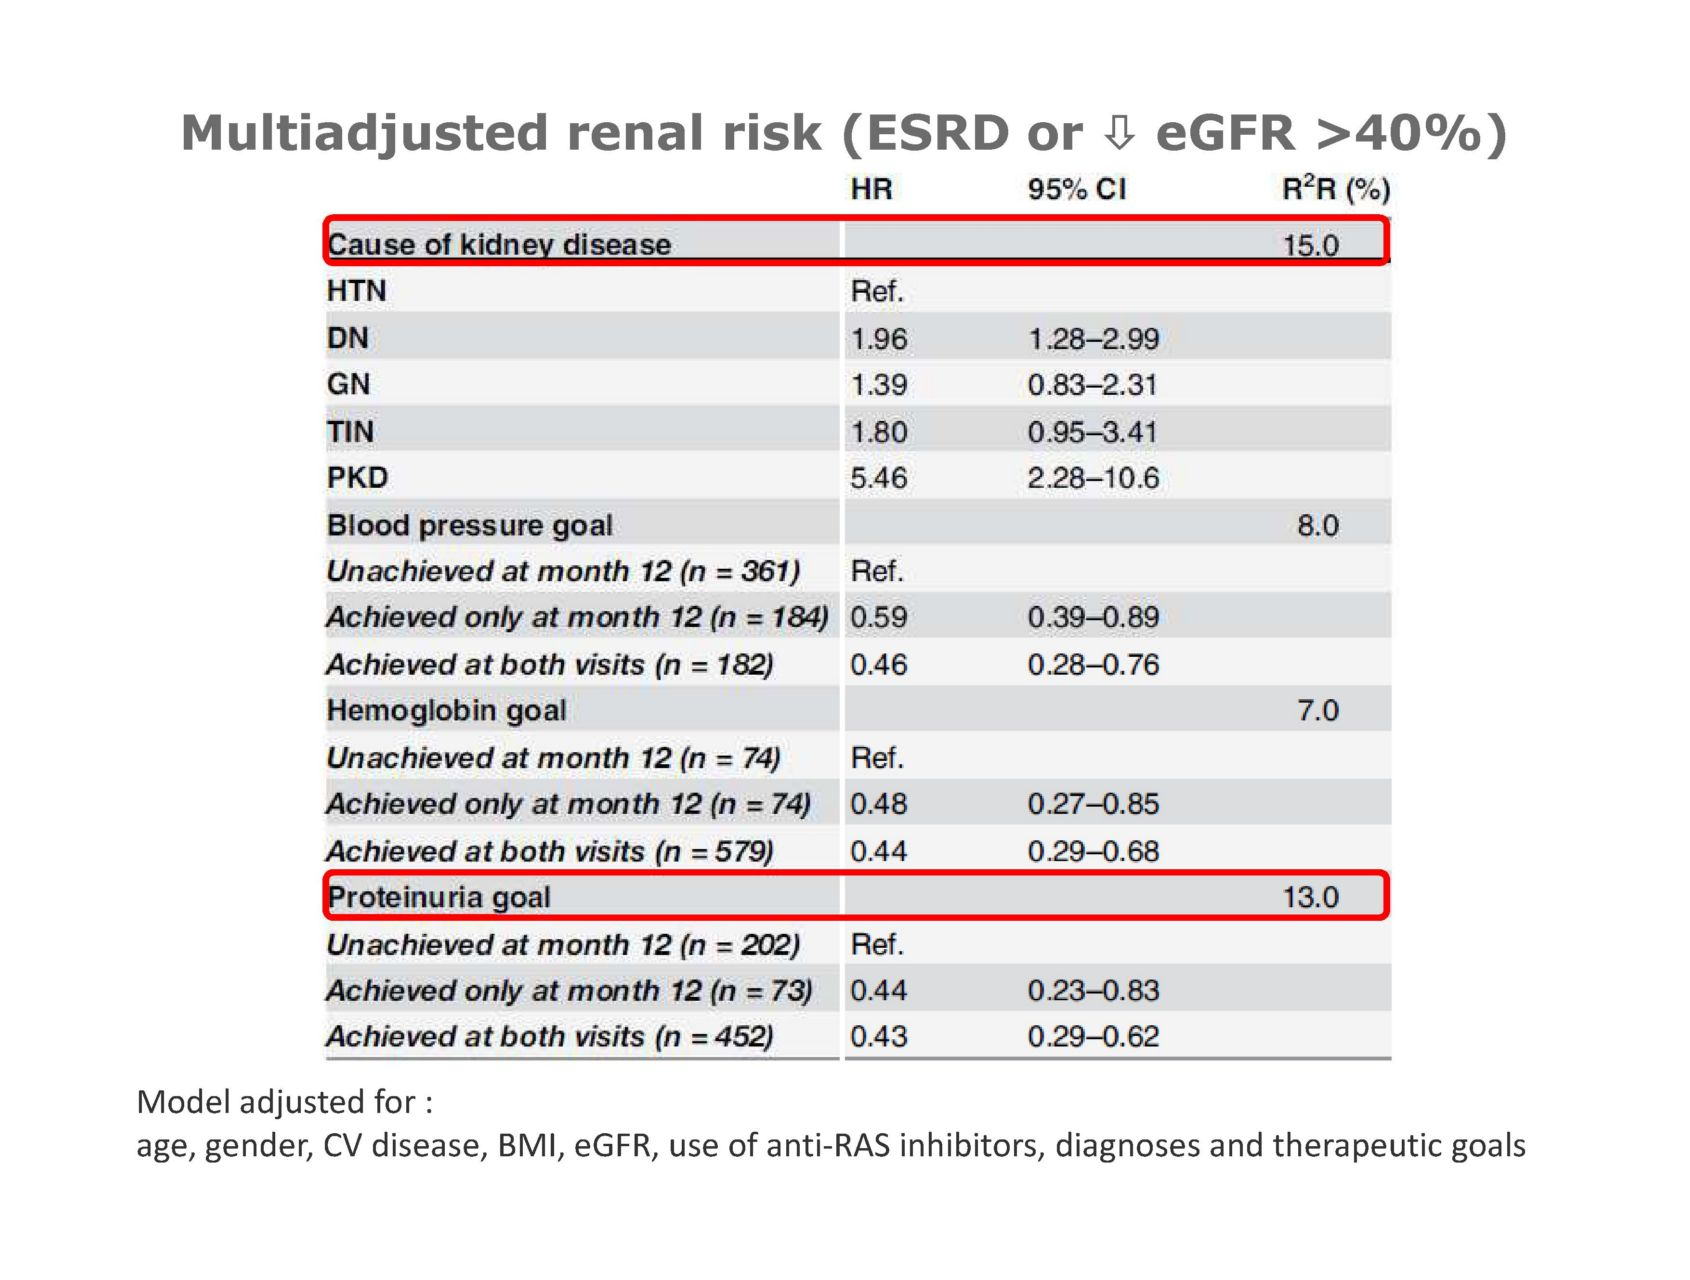 Multiadjusted renal risk (ESRD or ⇩ eGFR >40%)
HR 95% CI R²R (%)
Cause of kidney disease 15.0
HTN Ref.
DN 1.96 1.28–2.99
GN 1.39 0.83–2.31
TIN 1.80 0.95–3.41
PKD 5.46 2.28–10.6
Blood pressure goal 8.0
Unachieved at month 12 (n = 361) Ref.
Achieved only at month 12 (n = 184) 0.59 0.39–0.89
Achieved at both visits (n = 182) 0.46 0.28–0.76
Hemoglobin goal 7.0
Unachieved at month 12 (n = 74) Ref.
Achieved only at month 12 (n = 74) 0.48 0.27–0.85
Achieved at both visits (n = 579) 0.44 0.29–0.68
Proteinuria goal 13.0
Unachieved at month 12 (n = 202) Ref.
Achieved only at month 12 (n = 73) 0.44 0.23–0.83
Achieved at both visits (n = 452) 0.43 0.29–0.62
Model adjusted for :
age, gender, CV disease, BMI, eGFR, use of anti-RAS inhibitors, diagnoses and therapeutic goals